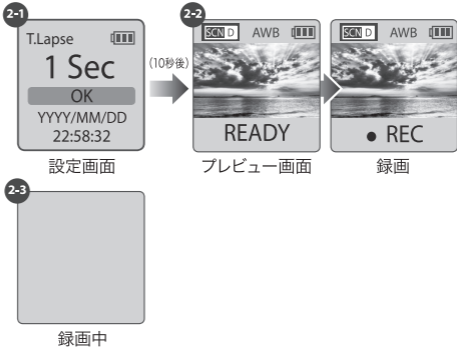 2-1
T.Lapse
1 Sec
OK
YYYY/MM/DD
22:58:32
設定画面
(10秒後)
2-2
SCN D AWB
READY
プレビュー画面
SCN D AWB
● REC
録画
2-3
録画中